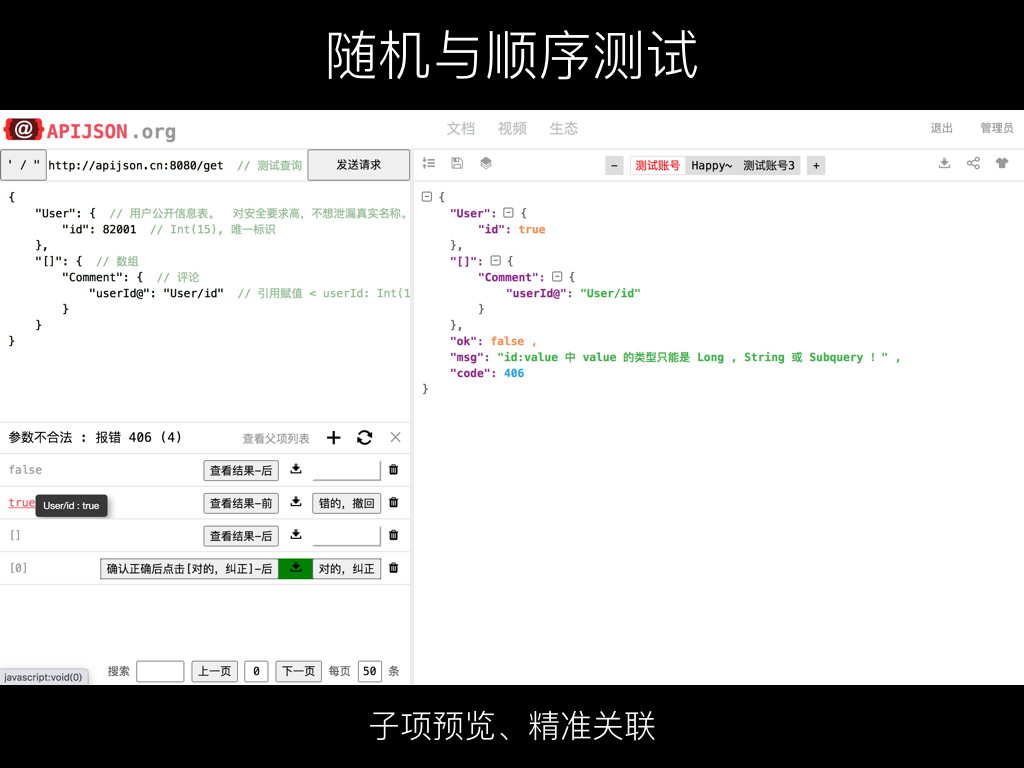 随机与顺序测试
@ APIJSON.org
文档 视频 生态
退出 管理员
' / " http://apijson.cn:8080/get // 测试查询 发送请求
- 测试账号 Happy~ 测试账号3 +
{
"User": { // 用户公开信息表。 对安全要求高，不想泄漏真实名称。
"id": 82001 // Int(15), 唯一标识
},
"[]": { // 数组
"Comment": { // 评论
"userId@": "User/id" // 引用赋值 < userId: Int(1
}
}
}
{
"User": {
"id": true
},
"[]": {
"Comment": {
"userId@": "User/id"
}
},
"ok": false ,
"msg": "id:value 中 value 的类型只能是 Long , String 或 Subquery ! " ,
"code": 406
}
参数不合法 : 报错 406 (4) 查看父项列表
false 查看结果-后
true User/id : true 查看结果-前 错的, 撤回
[] 查看结果-后
[0] 确认正确后点击[对的, 纠正]-后 对的, 纠正
搜索 上一页 0 下一页 每页 50 条
javascript:void(0)
子项预览、精准关联